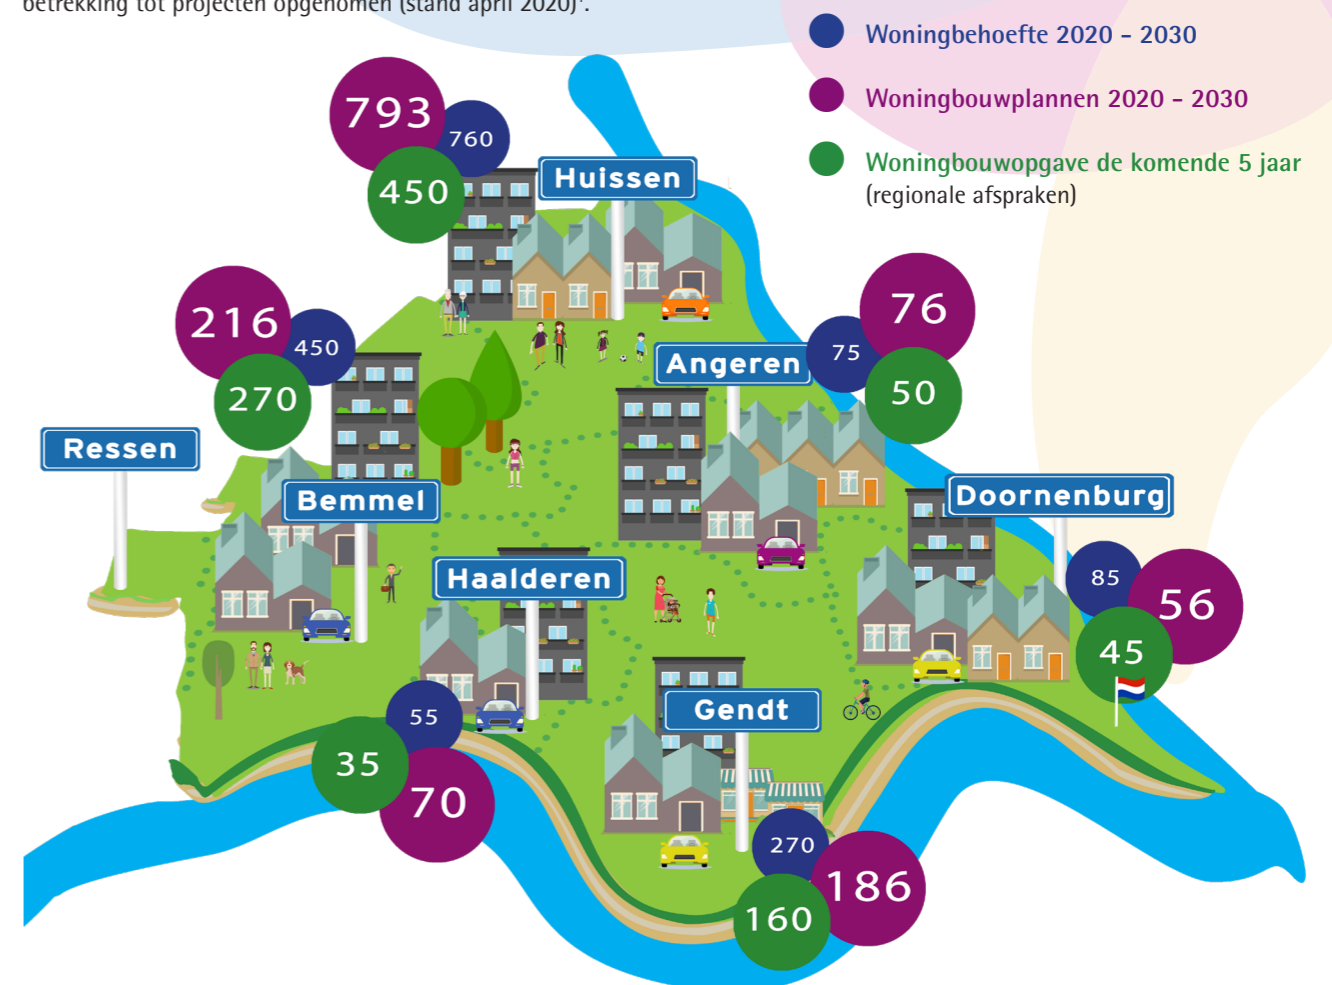 betrekking tot projecten opgenomen (stand april 2020)¹.
Woningbehoefte 2020 - 2030
Woningbouwplannen 2020 - 2030
Woningbouwopgave de komende 5 jaar
(regionale afspraken)
793
760
450
Huissen
216
450
270
76
75
50
Angeren
Ressen
Bemmel
Doornenburg
Haalderen
85
56
45
Gendt
55
35
70
270
186
160